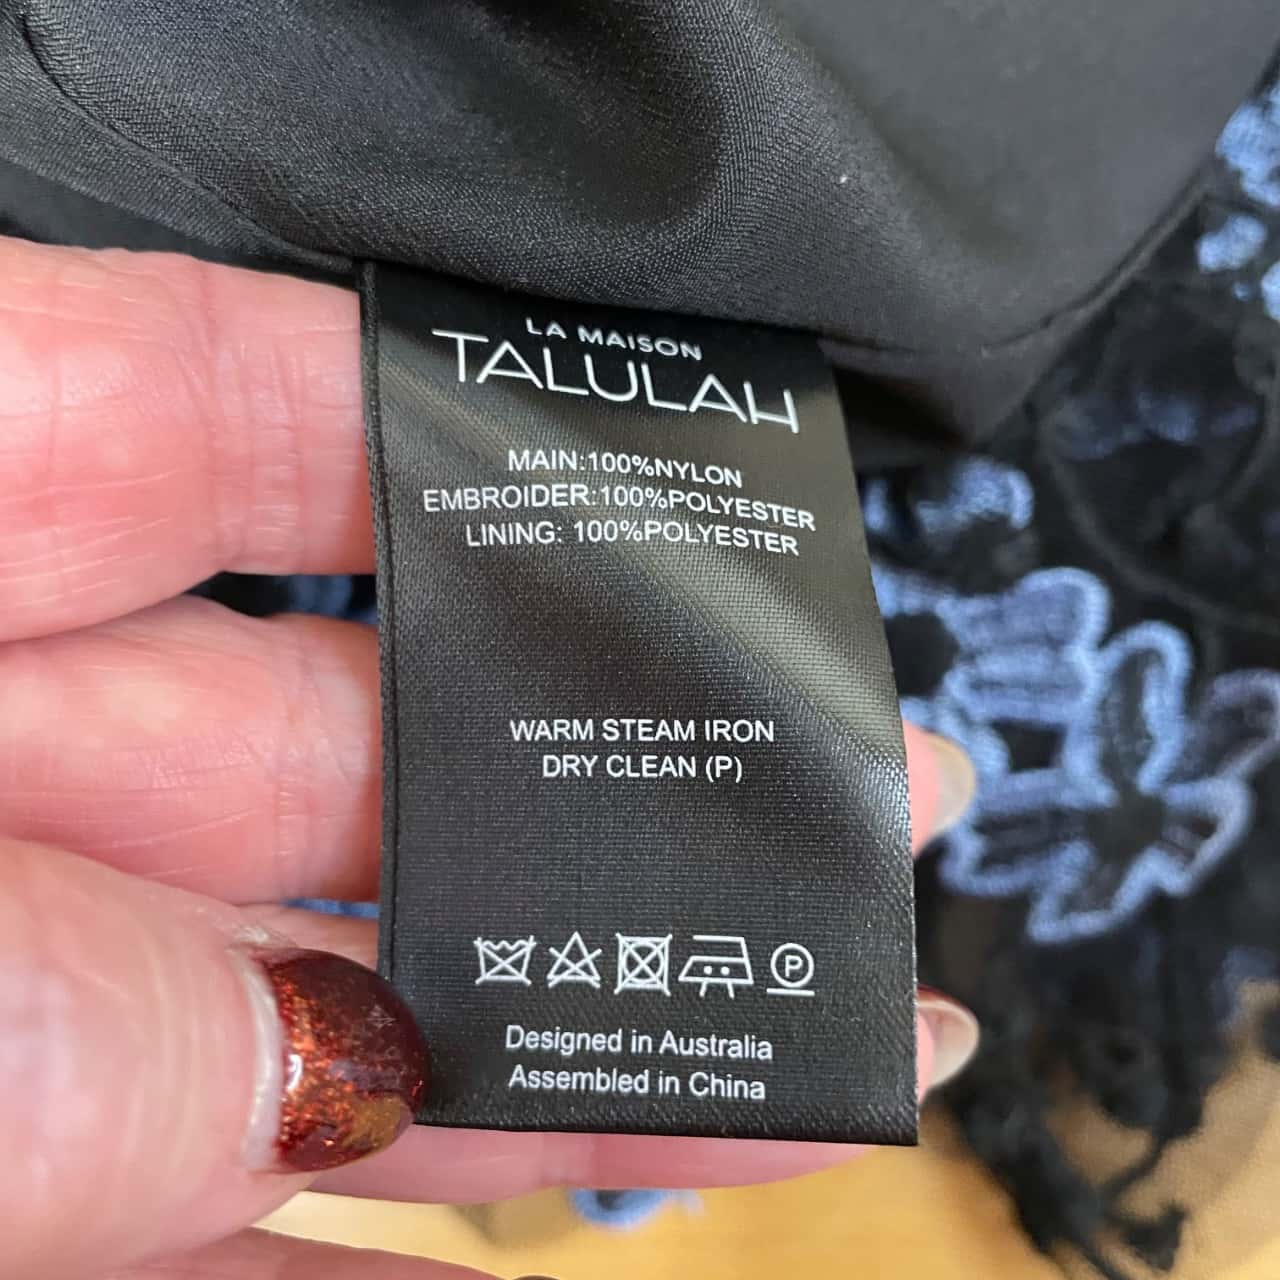 LA MAISON
TALULAH
MAIN:100%NYLON
EMBROIDER:100%POLYESTER
LINING: 100%POLYESTER
WARM STEAM IRON
DRY CLEAN (P)
P
Designed in Australia
Assembled in China